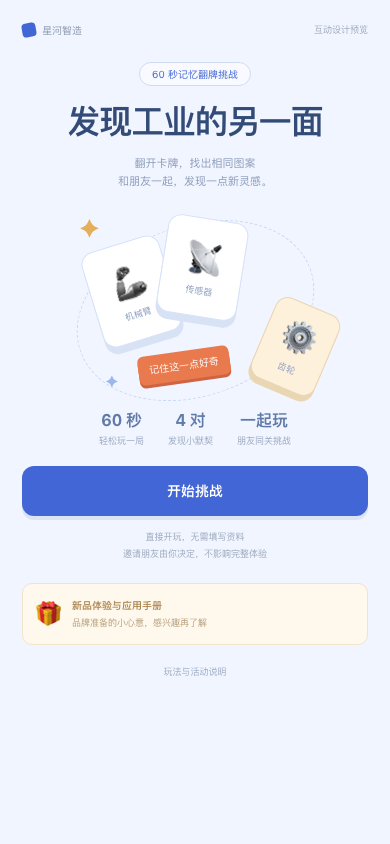 星河智造
互动设计预览
60 秒记忆翻牌挑战
发现工业的另一面
翻开卡牌，找出相同图案
和朋友一起，发现一点新灵感。
机械臂
传感器
齿轮
记住这一点好奇
60 秒
轻松玩一局
4 对
发现小默契
一起玩
朋友同关挑战
开始挑战
直接开玩，无需填写资料
邀请朋友由你决定，不影响完整体验
新品体验与应用手册
品牌准备的小心意，感兴趣再了解
玩法与活动说明